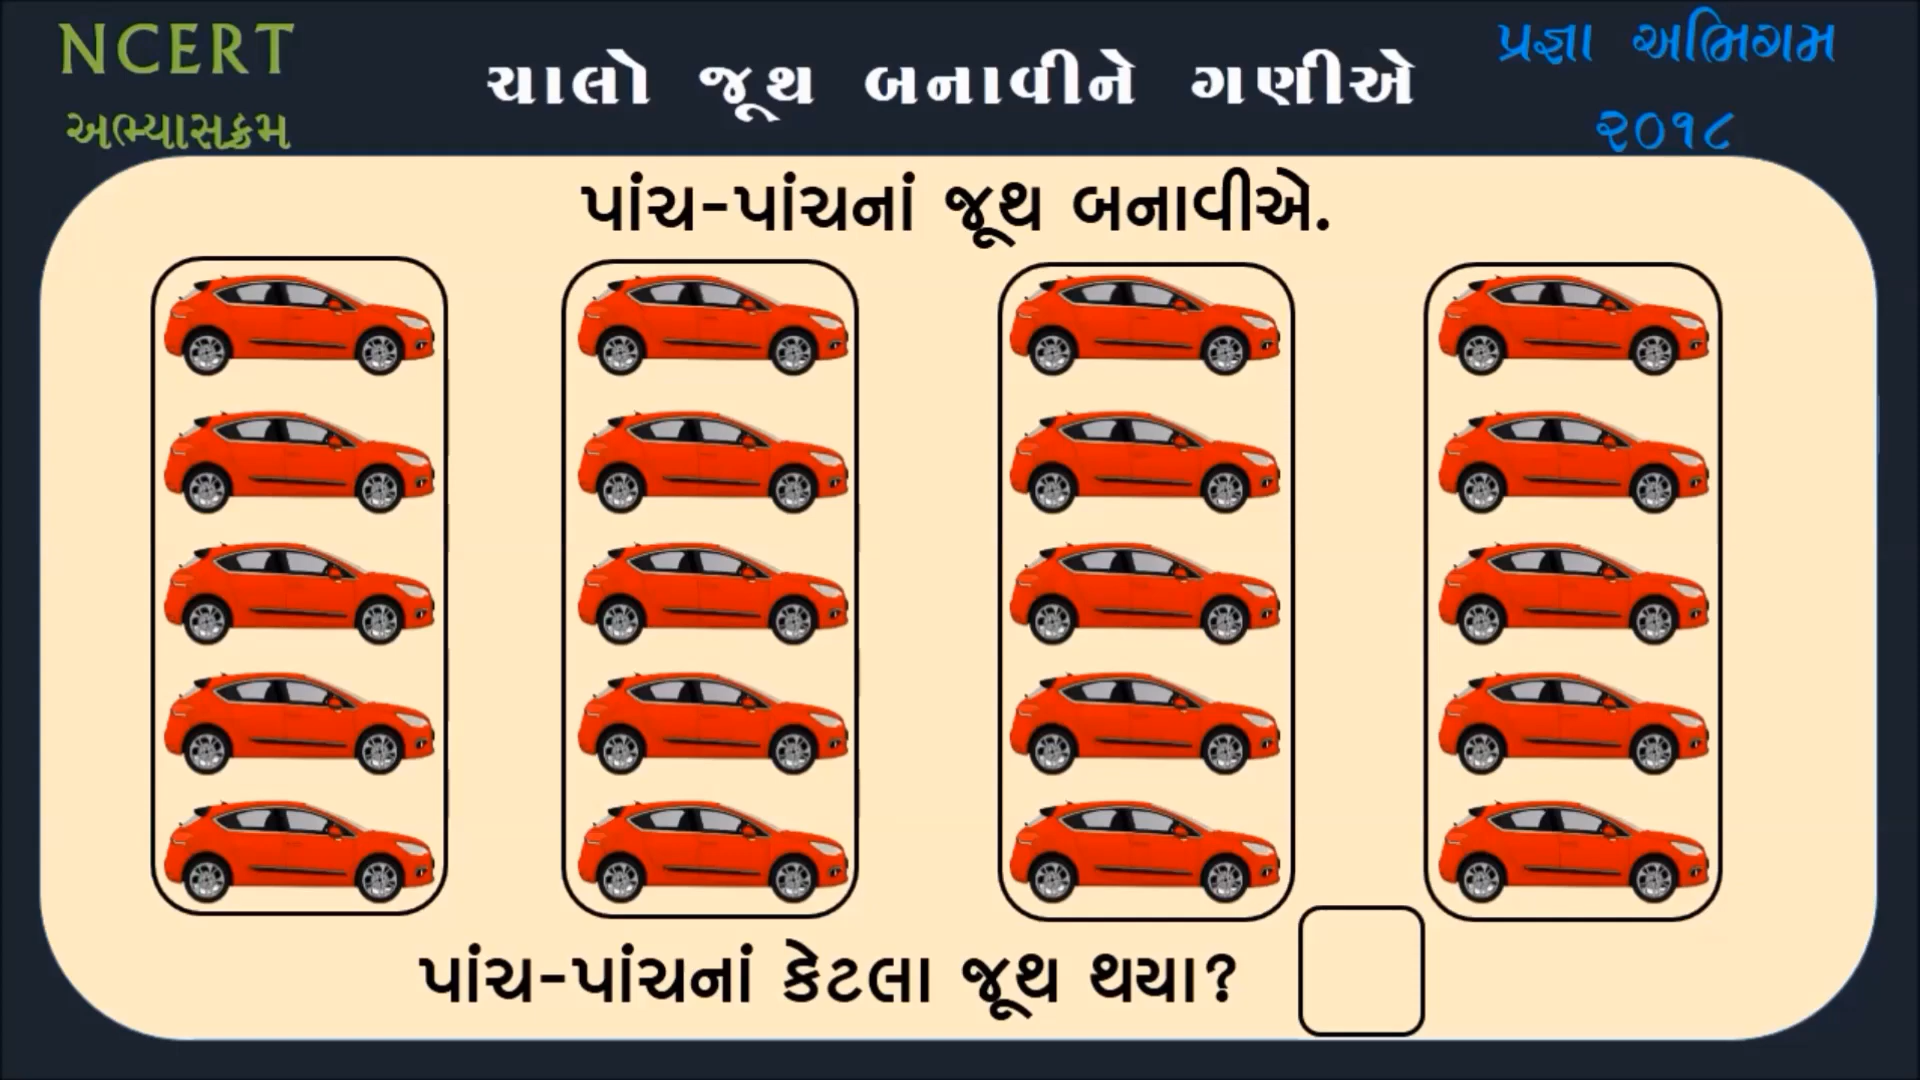 NCERT
અભ્યાસક્રમ
ચાલો જૂથ બનાવીને ગણીએ
પ્રજ્ઞા અભિગમ
૨૦૧૮
પાંચ-પાંચનાં જૂથ બનાવીએ.
પાંચ-પાંચનાં કેટલા જૂથ થયા?